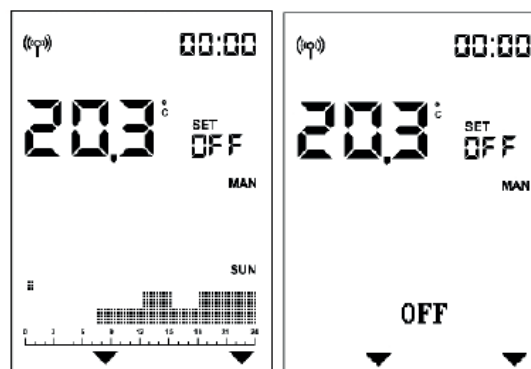 00:00
20,3 °C SET OFF
MAN
SUN
0 3 6 9 12 15 18 21 24
00:00
20,3 °C SET OFF
MAN
OFF